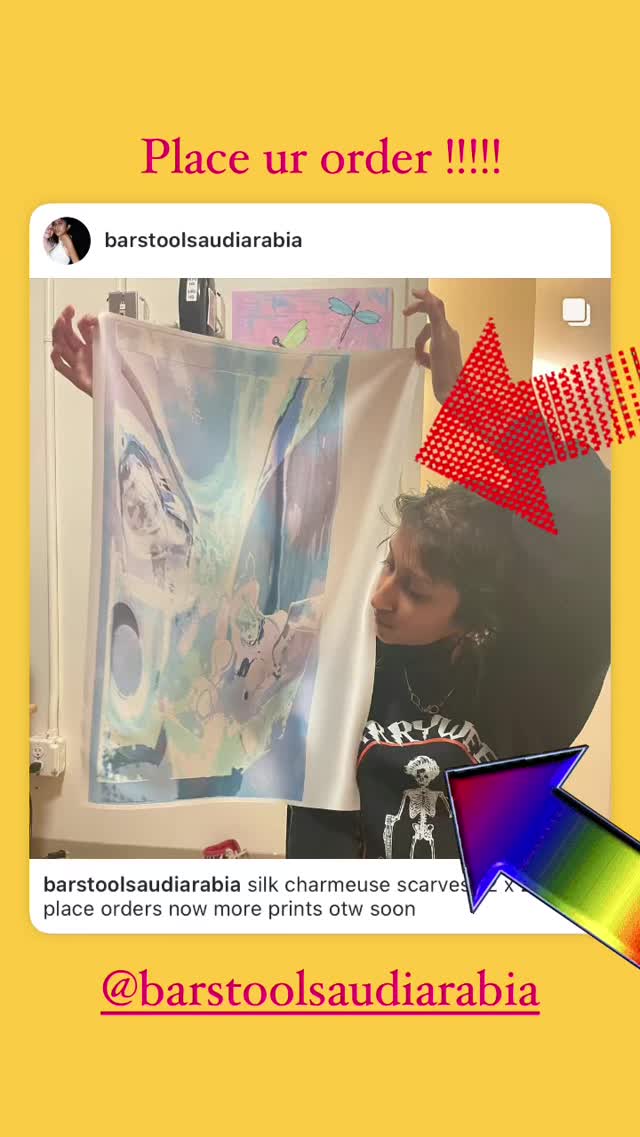 Place ur order !!!!!
barstoolsaudiarabia
barstoolsaudiarabia silk charmeuse scarves x
place orders now more prints otw soon
@barstoolsaudiarabia